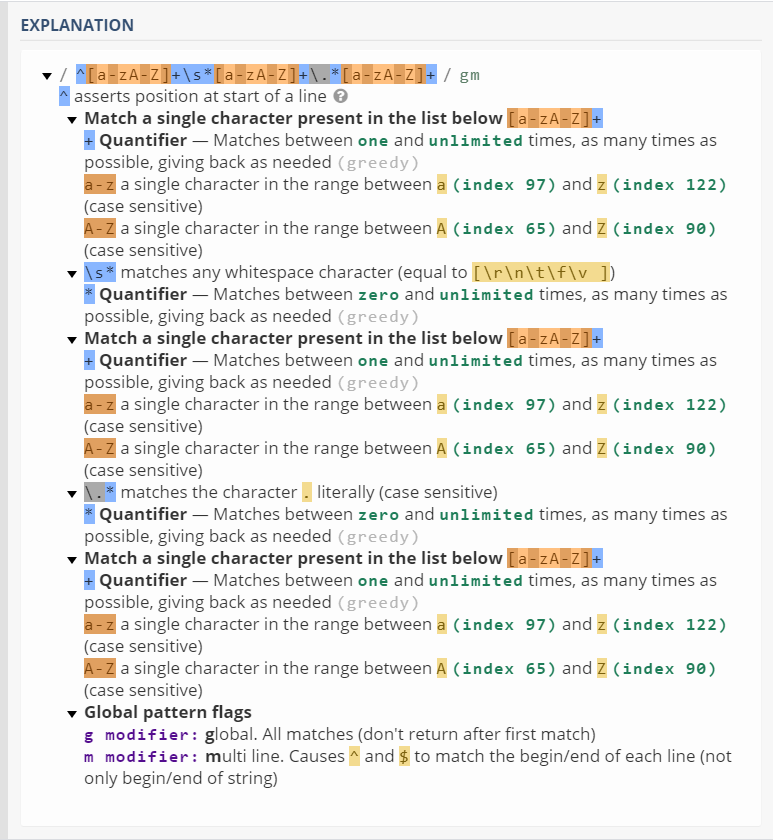 EXPLANATION
▼ / ^[a-zA-Z]+\s*[a-zA-Z]+\.*[a-zA-Z]+ / gm
^ asserts position at start of a line ?
▼ Match a single character present in the list below [a-zA-Z]+
+ Quantifier — Matches between one and unlimited times, as many times as
possible, giving back as needed (greedy)
a-z a single character in the range between a (index 97) and z (index 122)
(case sensitive)
A-Z a single character in the range between A (index 65) and Z (index 90)
(case sensitive)
▼ \s* matches any whitespace character (equal to [\r\n\t\f\v ])
* Quantifier — Matches between zero and unlimited times, as many times as
possible, giving back as needed (greedy)
▼ Match a single character present in the list below [a-zA-Z]+
+ Quantifier — Matches between one and unlimited times, as many times as
possible, giving back as needed (greedy)
a-z a single character in the range between a (index 97) and z (index 122)
(case sensitive)
A-Z a single character in the range between A (index 65) and Z (index 90)
(case sensitive)
▼ \.* matches the character . literally (case sensitive)
* Quantifier — Matches between zero and unlimited times, as many times as
possible, giving back as needed (greedy)
▼ Match a single character present in the list below [a-zA-Z]+
+ Quantifier — Matches between one and unlimited times, as many times as
possible, giving back as needed (greedy)
a-z a single character in the range between a (index 97) and z (index 122)
(case sensitive)
A-Z a single character in the range between A (index 65) and Z (index 90)
(case sensitive)
▼ Global pattern flags
g modifier: global. All matches (don't return after first match)
m modifier: multi line. Causes ^ and $ to match the begin/end of each line (not
only begin/end of string)